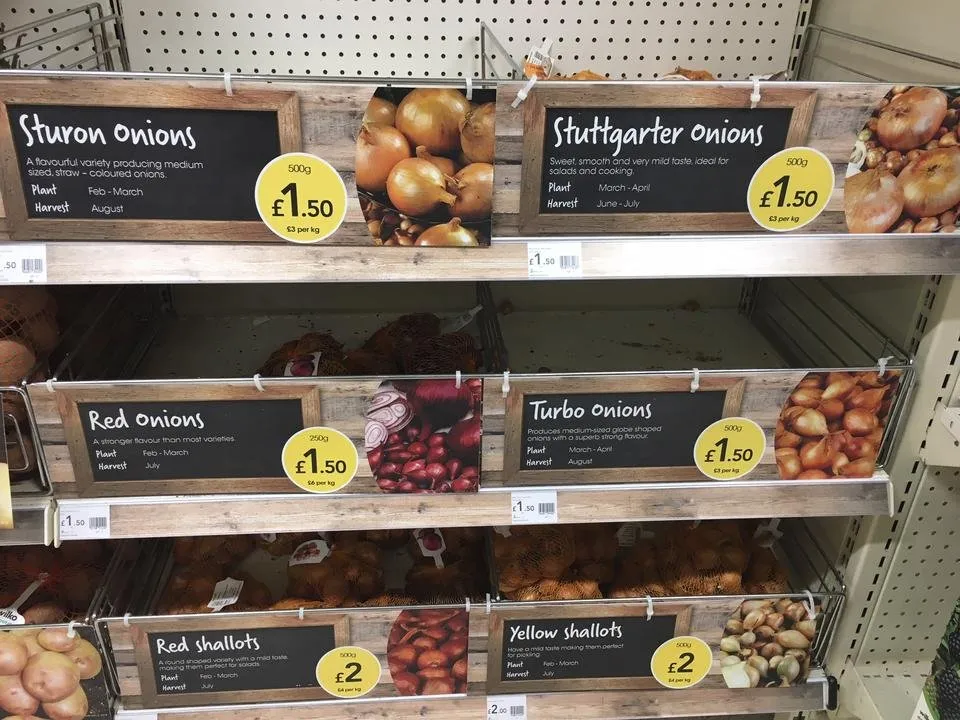 Sturon Onions
A flavourful variety producing medium
sized, straw - coloured onions.
Plant Feb - March
Harvest August
500g
£1.50
£3 per kg
Stuttgarter Onions
Sweet, smooth and very mild taste, ideal for
salads and cooking.
Plant March - April
Harvest June - July
500g
£1.50
£3 per kg
.50
£1.50
Red Onions
A stronger flavour than most varieties.
Plant Feb - March
Harvest July
250g
£1.50
£6 per kg
Turbo Onions
Produces medium-sized globe shaped
onions with a superb strong flavour.
Plant March - April
Harvest August
500g
£1.50
£3 per kg
£1.50
£1.50
wilko
Red shallots
A round shaped variety with a mild taste,
making them perfect for salads.
Plant Feb - March
Harvest July
500g
£2
£4 per kg
Yellow shallots
Have a mild taste making them perfect
for pickling.
Plant Feb - March
Harvest July
500g
£2
£4 per kg
£2.00